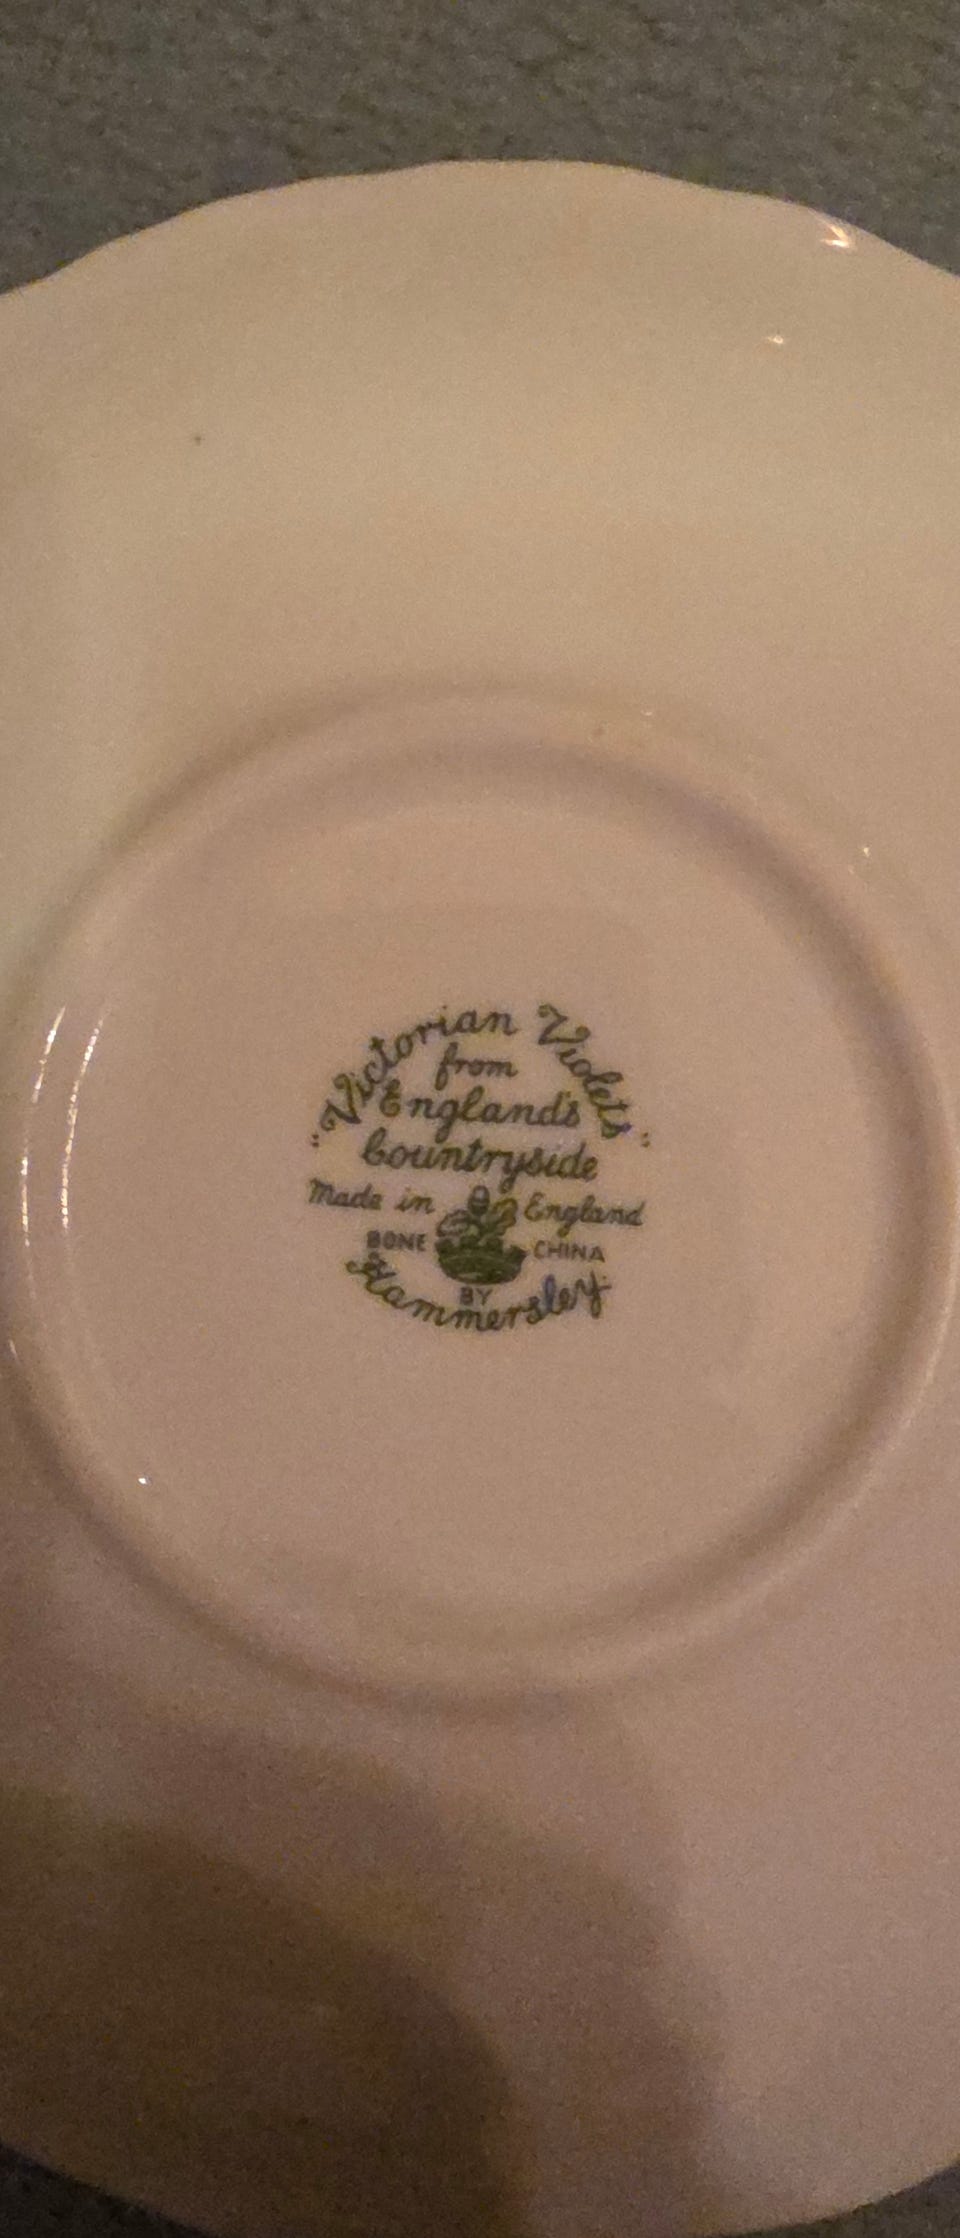 "Victorian Violets"
from
England's
Countryside
Made in England
BONE CHINA
BY
Hammersley